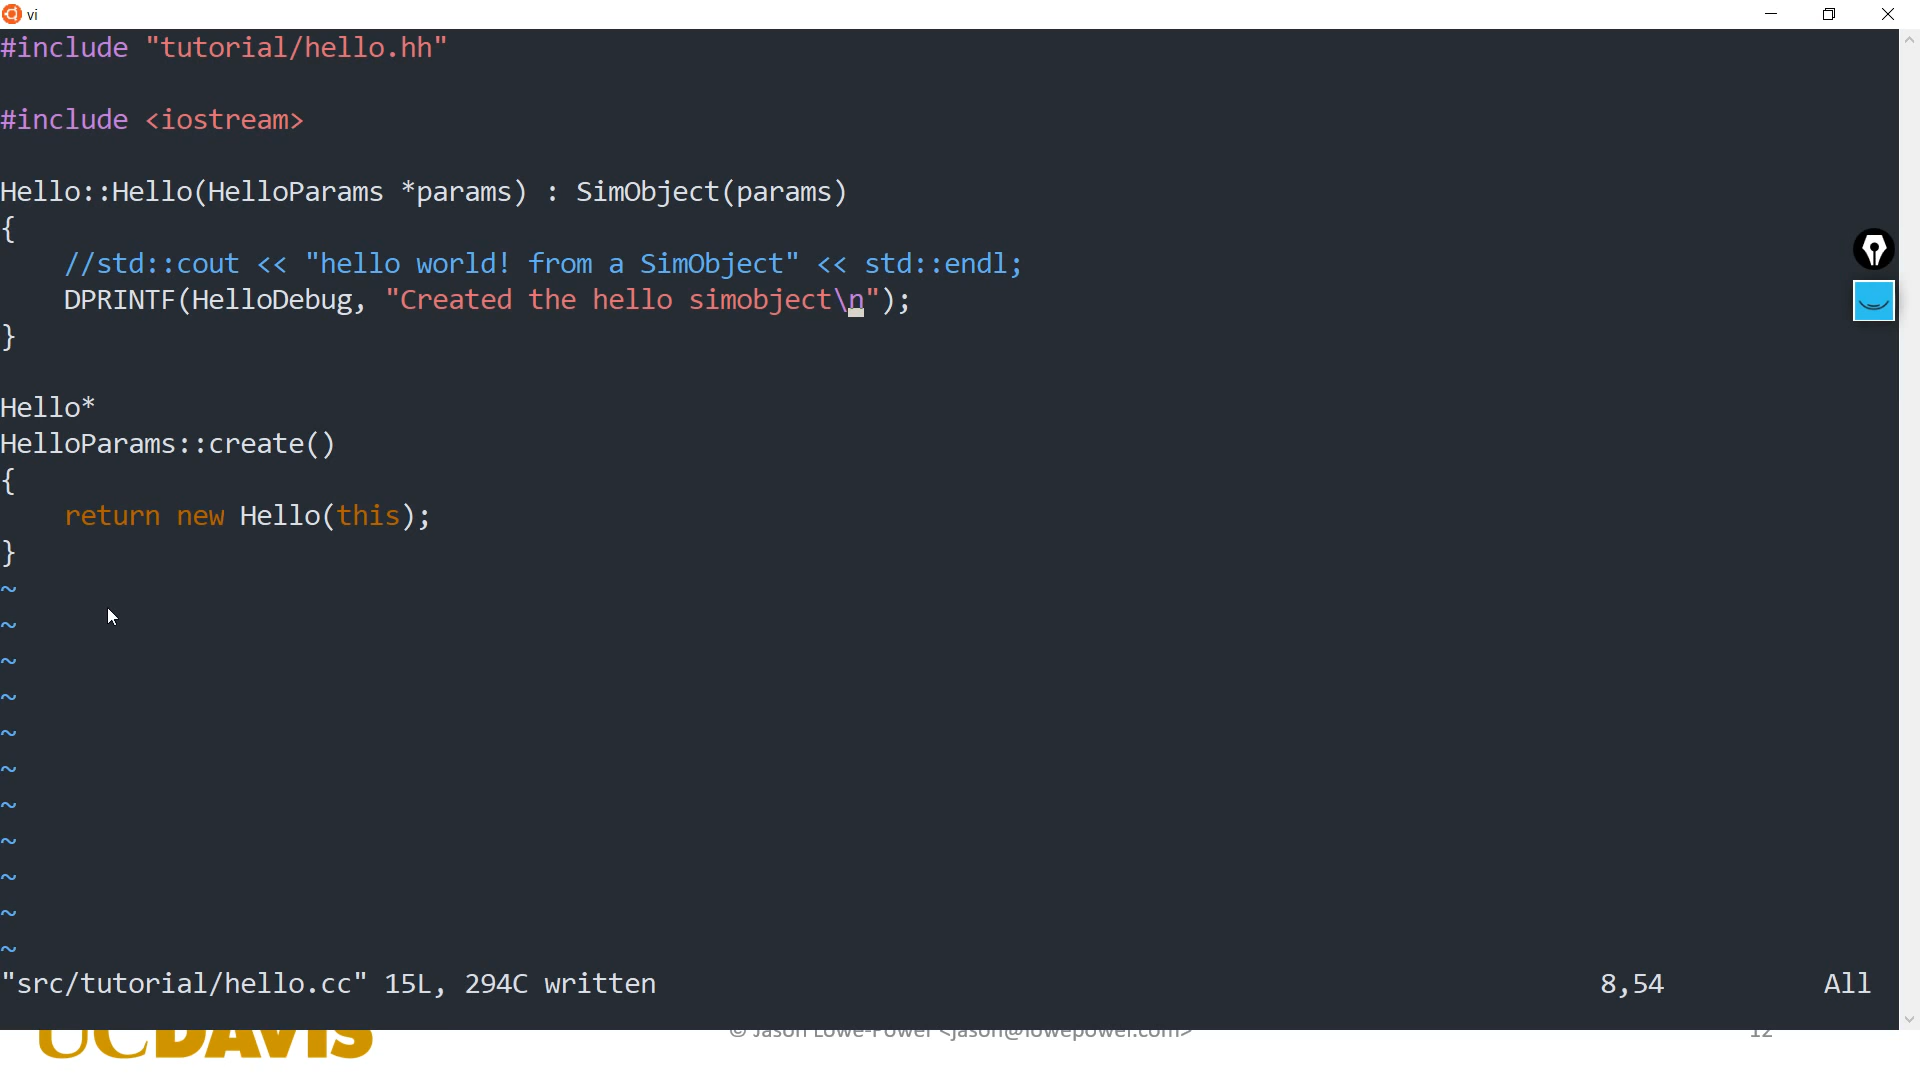 vi
#include "tutorial/hello.hh"
#include <iostream>
Hello::Hello(HelloParams *params) : SimObject(params)
{
    //std::cout << "hello world! from a SimObject" << std::endl;
    DPRINTF(HelloDebug, "Created the hello simobject\n");
}
Hello*
HelloParams::create()
{
    return new Hello(this);
}
~
~
~
~
~
~
~
~
~
~
~
"src/tutorial/hello.cc" 15L, 294C written 8,54 All
UCDAVIS © Jason Lowe-Power <jason@lowepower.com> 12